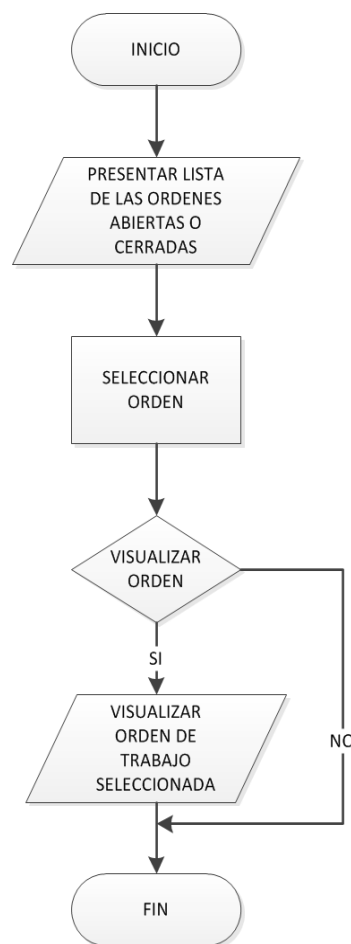 INICIO
PRESENTAR LISTA
DE LAS ORDENES
ABIERTAS O
CERRADAS
SELECCIONAR
ORDEN
VISUALIZAR
ORDEN
SI
VISUALIZAR
ORDEN DE
TRABAJO
SELECCIONADA
NO
FIN